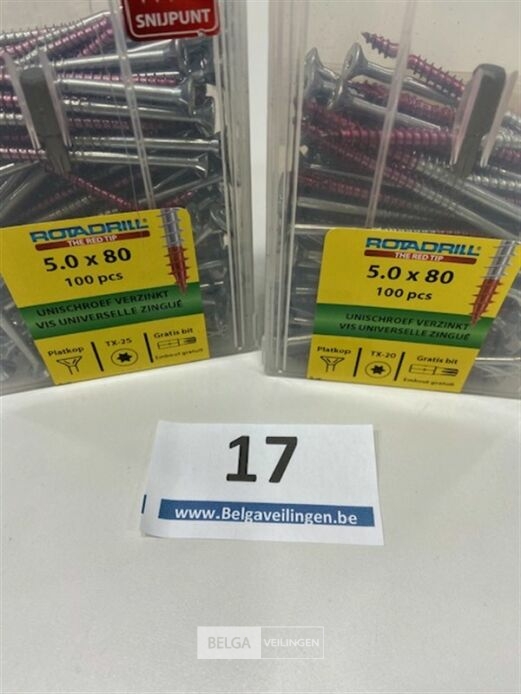 SNIJPUNT
ROTADRILL®
THE RED TIP
5.0 x 80
100 pcs
UNISCHROEF VERZINKT
VIS UNIVERSELLE ZINGUÉ
Platkop
TX-25
Gratis bit
Embout gratuit
ROTADRILL®
THE RED TIP
5.0 x 80
100 pcs
UNISCHROEF VERZINKT
VIS UNIVERSELLE ZINGUÉ
Platkop
TX-20
Gratis bit
Embout gratuit
17
www.Belgaveilingen.be
BELGA VEILINGEN